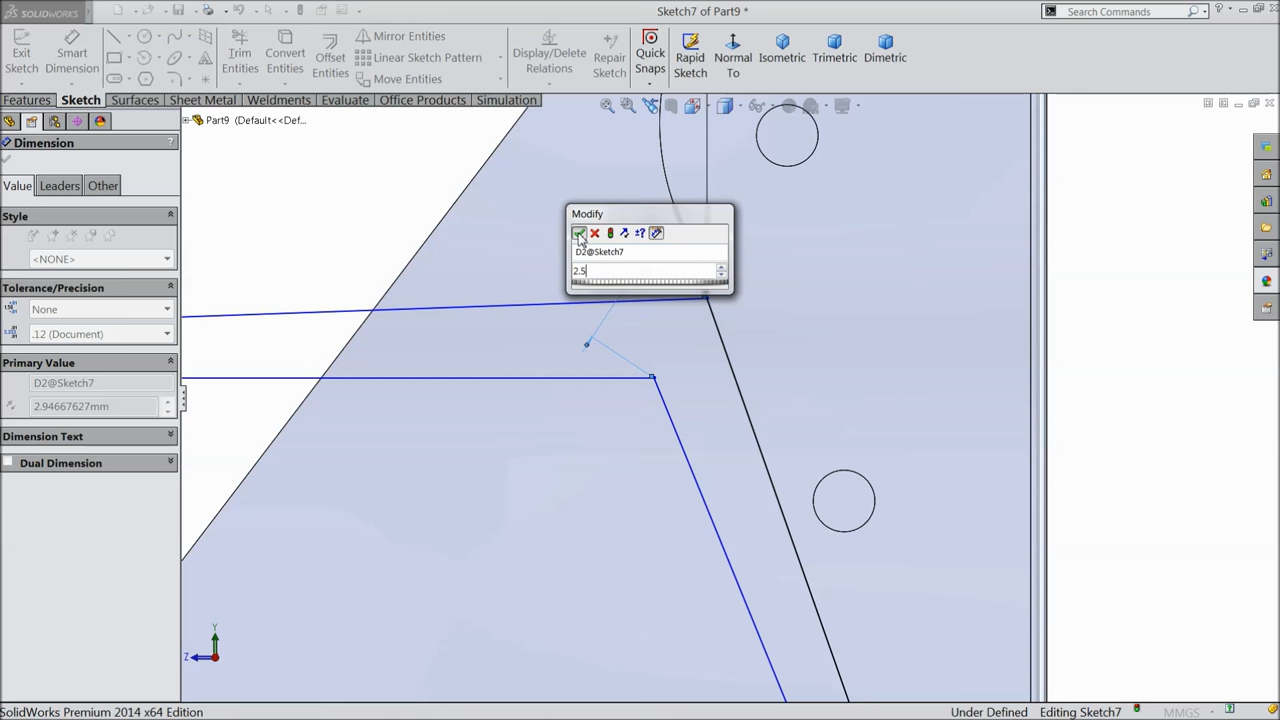 SOLIDWORKS
Sketch7 of Part9 *
Search Commands
Exit Sketch
Smart Dimension
Trim Entities
Convert Entities
Offset Entities
Mirror Entities
Linear Sketch Pattern
Move Entities
Display/Delete Relations
Repair Sketch
Quick Snaps
Rapid Sketch
Normal To
Isometric
Trimetric
Dimetric
Features
Sketch
Surfaces
Sheet Metal
Weldments
Evaluate
Office Products
Simulation
Part9 (Default<<Def...
Dimension
?
Value
Leaders
Other
Style
<NONE>
Tolerance/Precision
None
.12 (Document)
Primary Value
D2@Sketch7
2.94667627mm
Dimension Text
Dual Dimension
Modify
D2@Sketch7
2.5
Y
Z
SolidWorks Premium 2014 x64 Edition
Under Defined
Editing Sketch7
MMGS